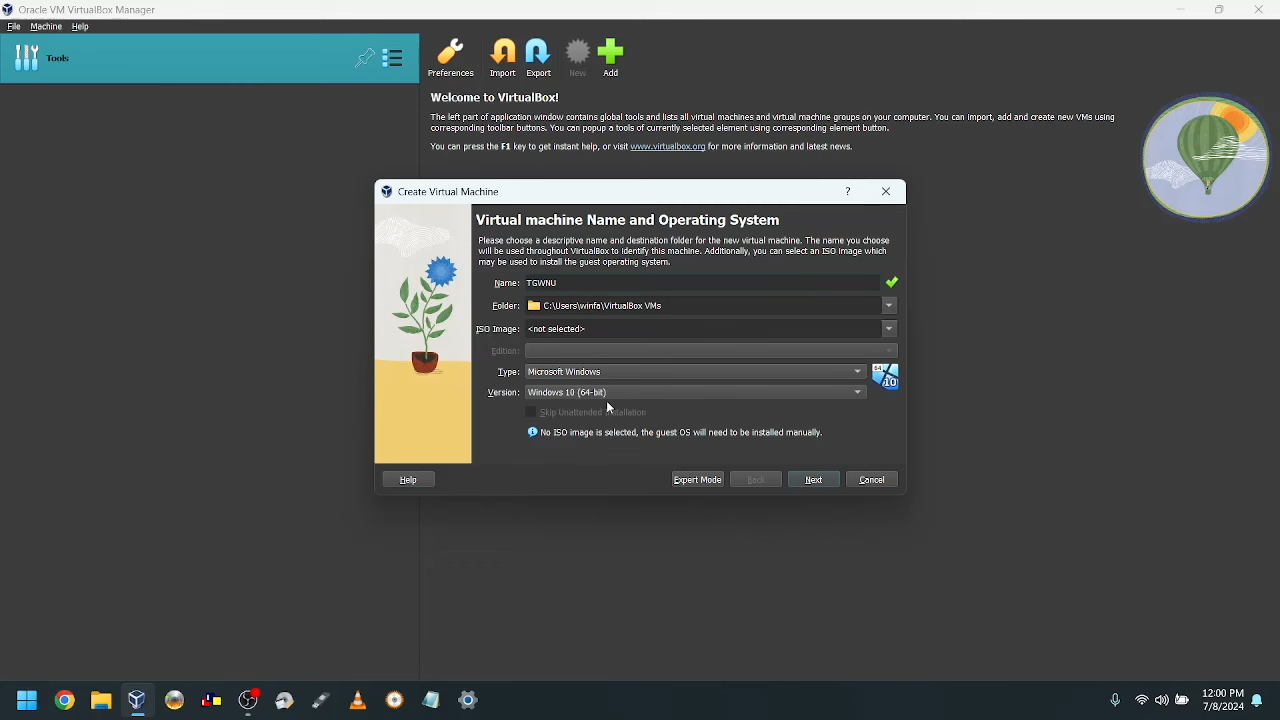 Oracle VM VirtualBox Manager
File Machine Help
Tools
Preferences Import Export New Add
Welcome to VirtualBox!
The left part of application window contains global tools and lists all virtual machines and virtual machine groups on your computer. You can import, add and create new VMs using
corresponding toolbar buttons. You can popup a tools of currently selected element using corresponding element button.
You can press the F1 key to get instant help, or visit www.virtualbox.org for more information and latest news.
Create Virtual Machine ?
Virtual machine Name and Operating System
Please choose a descriptive name and destination folder for the new virtual machine. The name you choose
will be used throughout VirtualBox to identify this machine. Additionally, you can select an ISO image which
may be used to install the guest operating system.
Name: TGWNU
Folder: C:\Users\winfa\VirtualBox VMs
ISO Image: <not selected>
Edition:
Type: Microsoft Windows
64
10
Version: Windows 10 (64-bit)
Skip Unattended Installation
No ISO image is selected, the guest OS will need to be installed manually.
Help Expert Mode Back Next Cancel
12:00 PM
7/8/2024